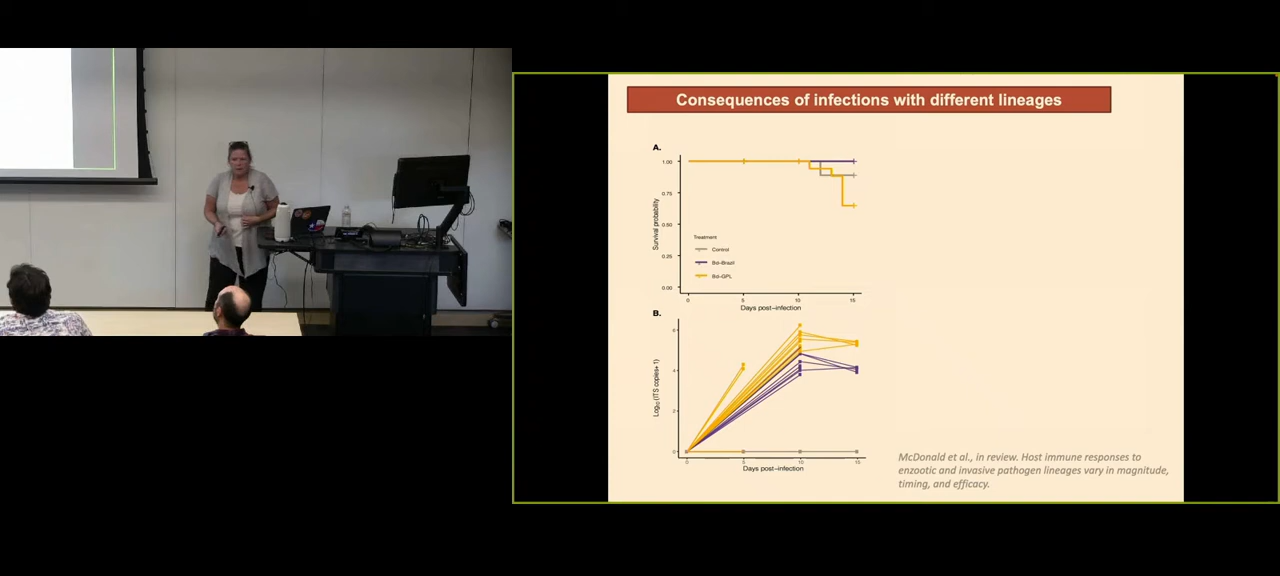 Consequences of infections with different lineages
A.
1.00
0.75
0.50
0.25
0.00
Survival probability
Treatment
Control
Bd–Brazil
Bd–GPL
0
5
10
15
Days post–infection
B.
6
4
2
0
Log10 (ITS copies+1)
0
5
10
15
Days post–infection
McDonald et al., in review. Host immune responses to
enzootic and invasive pathogen lineages vary in magnitude,
timing, and efficacy.